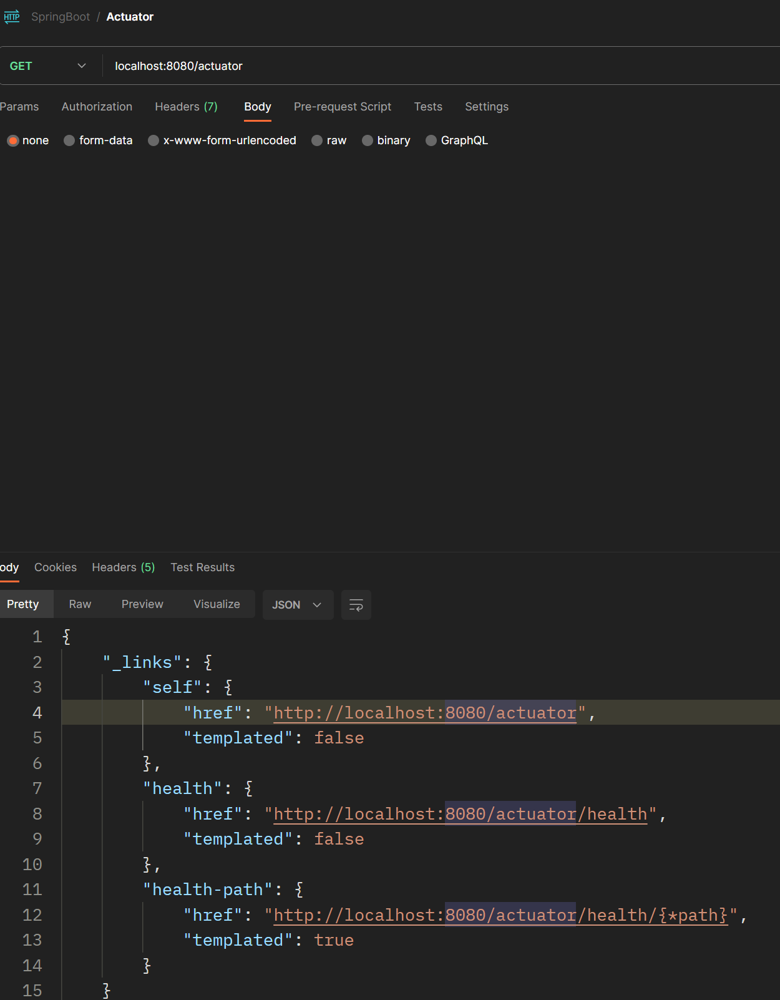 HTTP SpringBoot / Actuator
GET localhost:8080/actuator
Params Authorization Headers (7) Body Pre-request Script Tests Settings
none form-data x-www-form-urlencoded raw binary GraphQL
ody Cookies Headers (5) Test Results
Pretty Raw Preview Visualize JSON
1 {
2 "_links": {
3 "self": {
4 "href": "http://localhost:8080/actuator",
5 "templated": false
6 },
7 "health": {
8 "href": "http://localhost:8080/actuator/health",
9 "templated": false
10 },
11 "health-path": {
12 "href": "http://localhost:8080/actuator/health/{*path}",
13 "templated": true
14 }
15 }